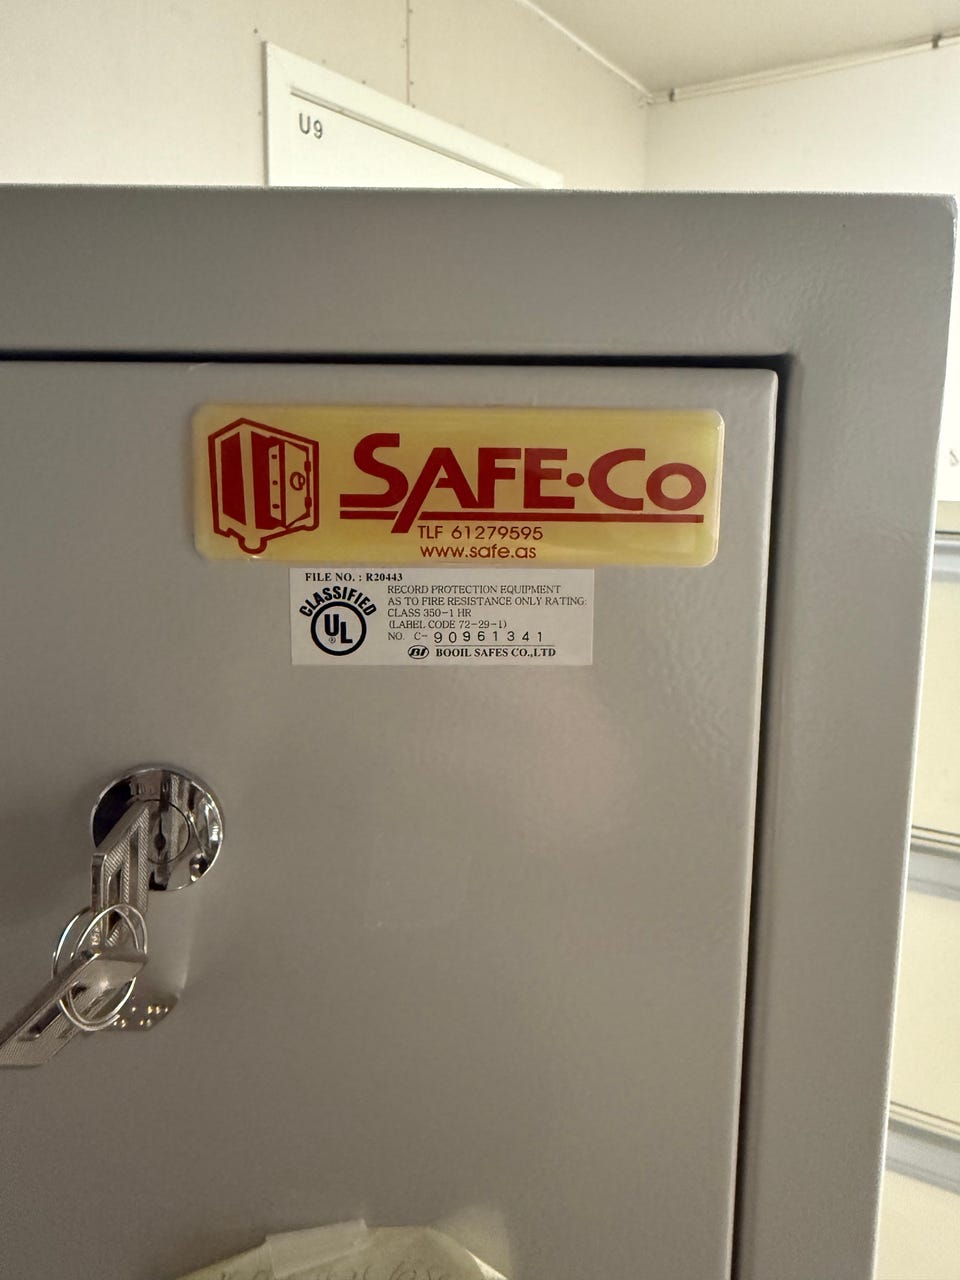 U9
SAFE·CO
TLF 61279595
www.safe.as
FILE NO. : R20443
CLASSIFIED
UL
®
RECORD PROTECTION EQUIPMENT
AS TO FIRE RESISTANCE ONLY RATING:
CLASS 350-1 HR
(LABEL CODE 72-29-1)
NO. C- 90961341
BI BOOIL SAFES CO.,LTD